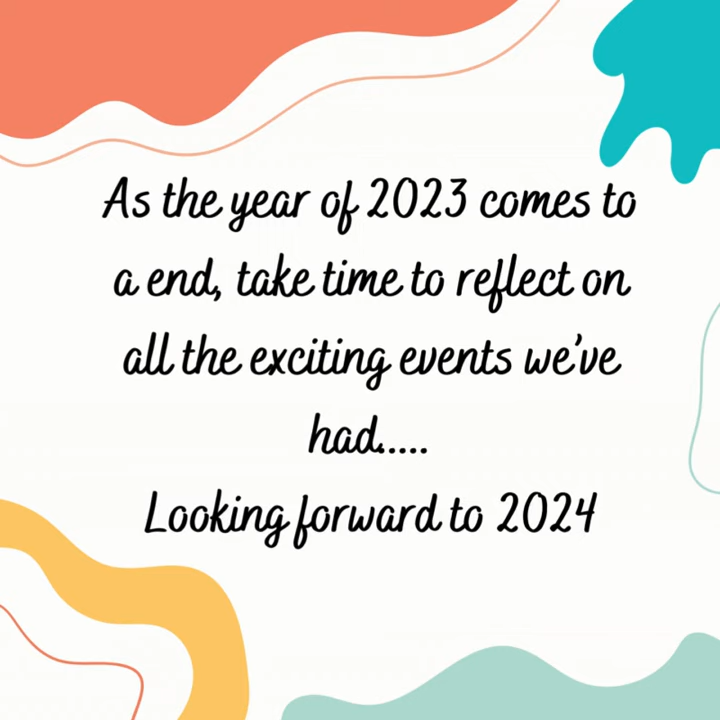 As the year of 2023 comes to
a end, take time to reflect on
all the exciting events we've
had.....
Looking forward to 2024